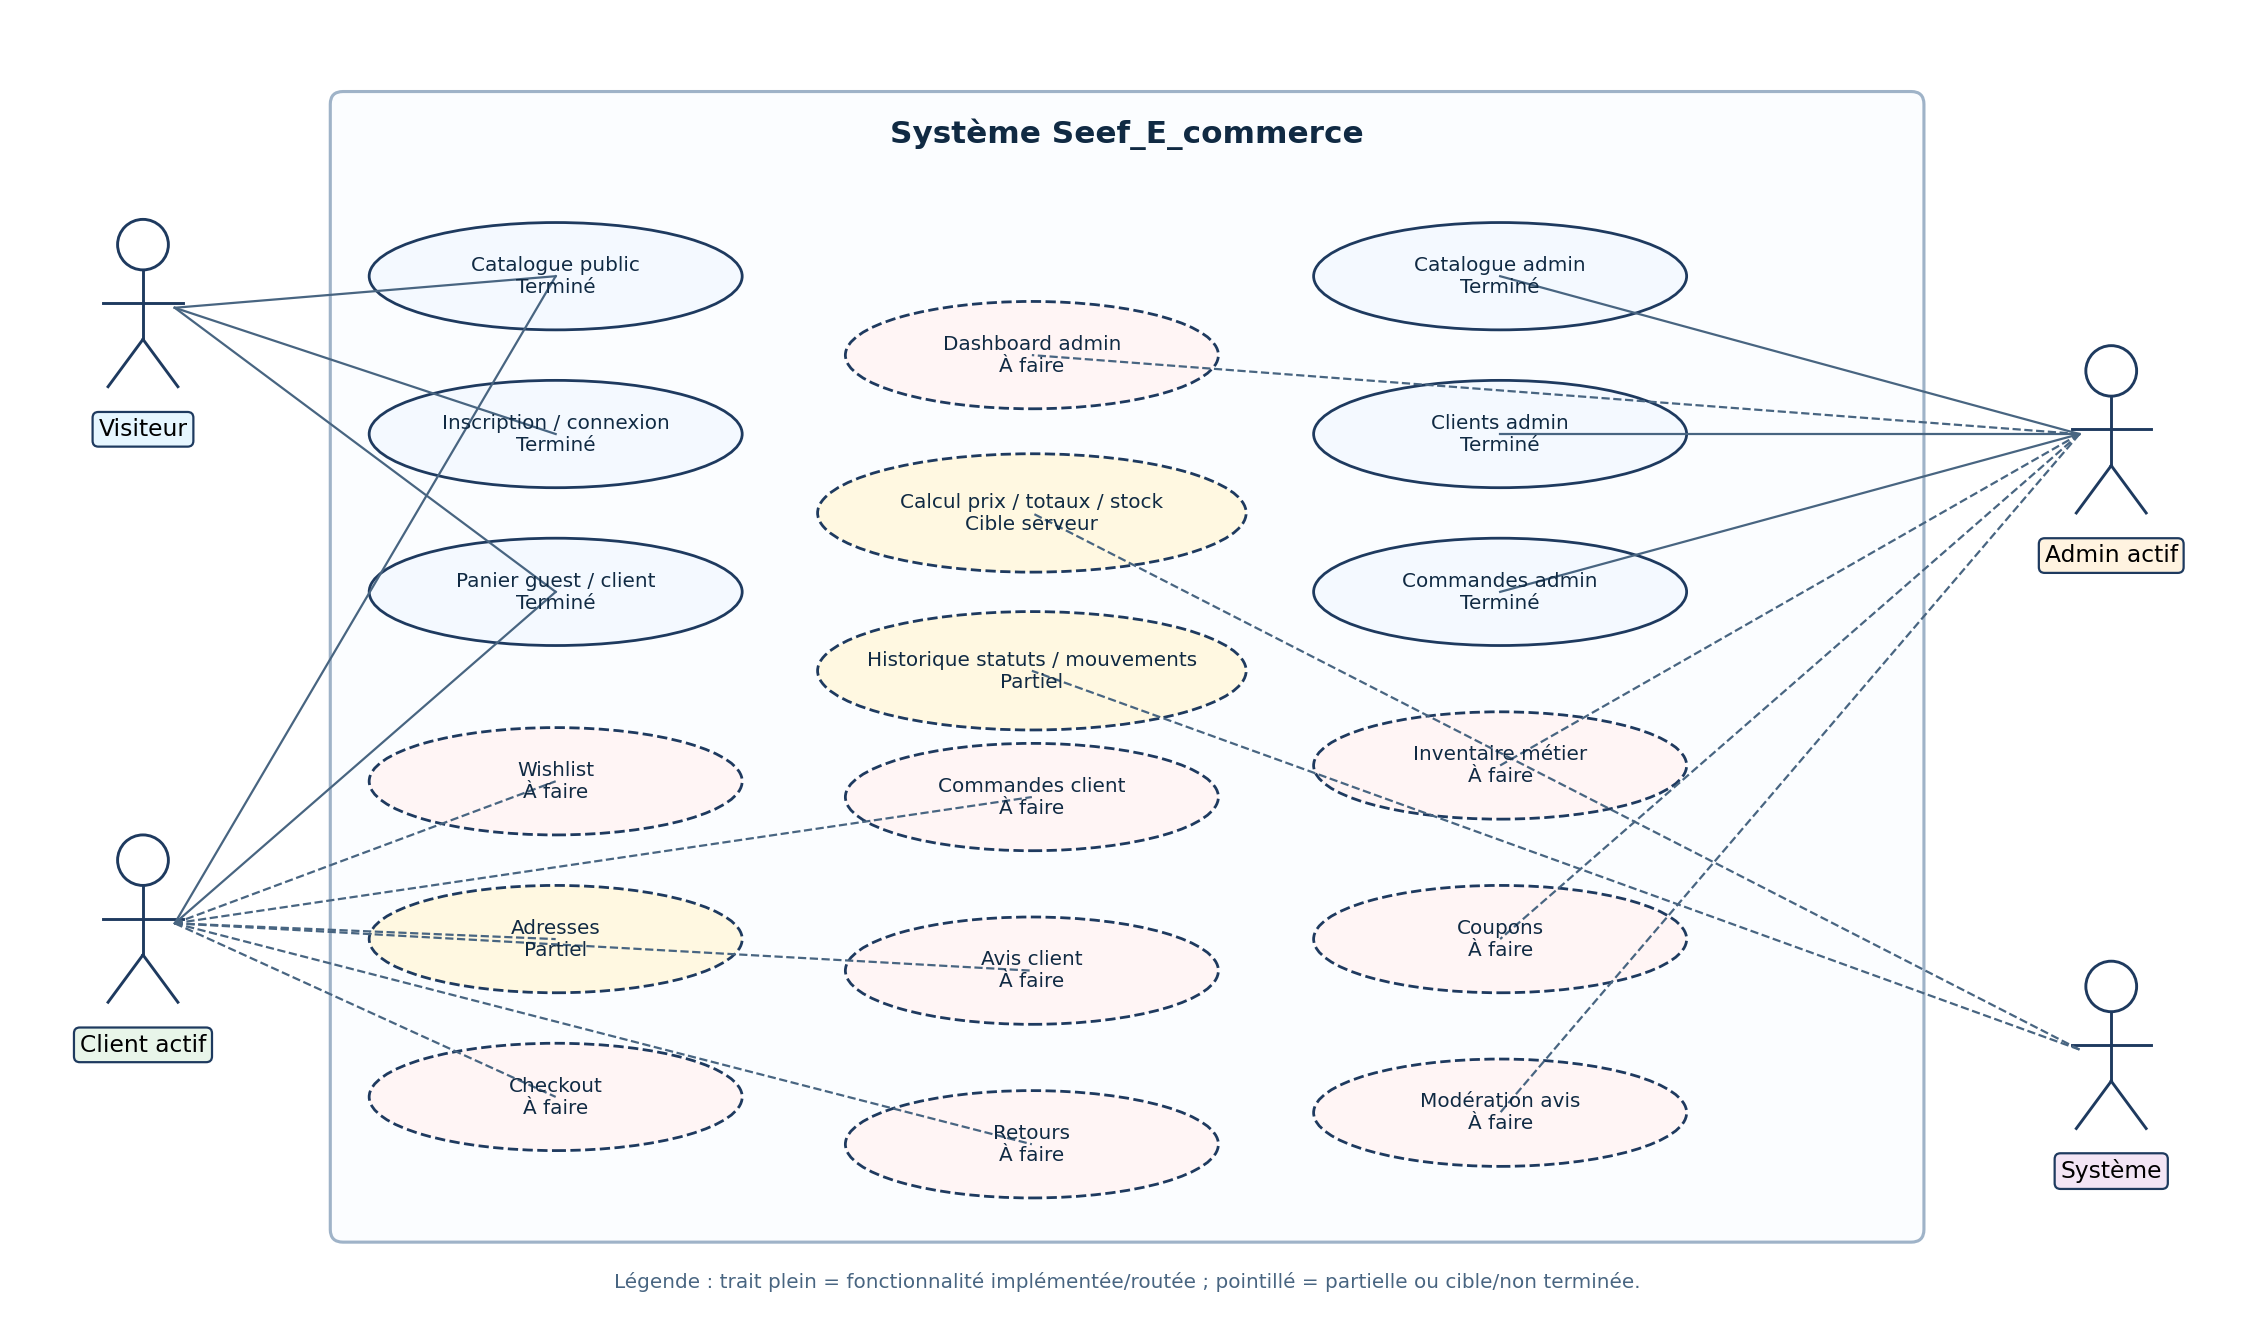 Système Seef_E_commerce
Visiteur
Client actif
Catalogue public
Terminé
Inscription / connexion
Terminé
Panier guest / client
Terminé
Wishlist
À faire
Adresses
Partiel
Checkout
À faire
Dashboard admin
À faire
Calcul prix / totaux / stock
Cible serveur
Historique statuts / mouvements
Partiel
Commandes client
À faire
Avis client
À faire
Retours
À faire
Catalogue admin
Terminé
Clients admin
Terminé
Commandes admin
Terminé
Inventaire métier
À faire
Coupons
À faire
Modération avis
À faire
Admin actif
Système
Légende : trait plein = fonctionnalité implémentée/routée ; pointillé = partielle ou cible/non terminée.